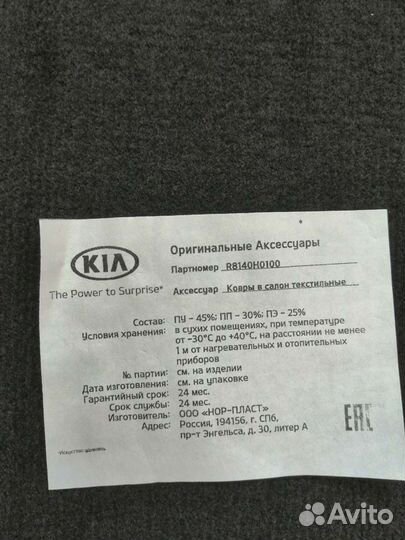 KIA
The Power to Surprise*
Оригинальные Аксессуары
Партномер R8140H0100
Аксессуар Ковры в салон текстильные
Состав: ПУ – 45%; ПП – 30%; ПЭ – 25%
Условия хранения: в сухих помещениях, при температуре
от -30°С до +40°С, на расстоянии не менее
1 м от нагревательных и отопительных
приборов
№ партии: см. на изделии
Дата изготовления: см. на упаковке
Гарантийный срок: 24 мес.
Срок службы: 24 мес.
Изготовитель: ООО «НОР-ПЛАСТ»
Адрес: Россия, 194156, г. СПб,
пр-т Энгельса, д. 30, литер А
EAC
*Искусство удивлять
Avito